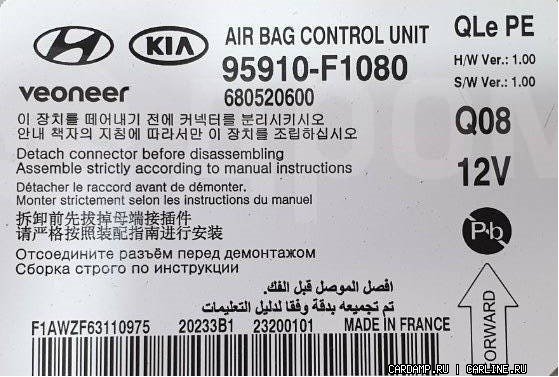 KIA
AIR BAG CONTROL UNIT
QLe PE
95910-F1080
H/W Ver.: 1.00
S/W Ver.: 1.00
veoneer
680520600
이 장치를 떼어내기 전에 커넥터를 분리시키시오
안내 책자의 지침에 따라서만 이 장치를 조립하십시오
Q08
Detach connector before disassembling
Assemble strictly according to manual instructions
12V
Détacher le raccord avant de démonter.
Monter strictement selon les instructions du manuel
拆卸前先拔掉母端接插件
请严格按照装配指南进行安装
Pb
Отсоедините разъём перед демонтажом
Сборка строго по инструкции
افصل الموصل قبل الفك.
تم تجميعه بدقة وفقا لدليل التعليمات
F1AWZF63110975 20233B1 23200101 MADE IN FRANCE
FORWARD
CARDAMP.RU | CARLINE.RU